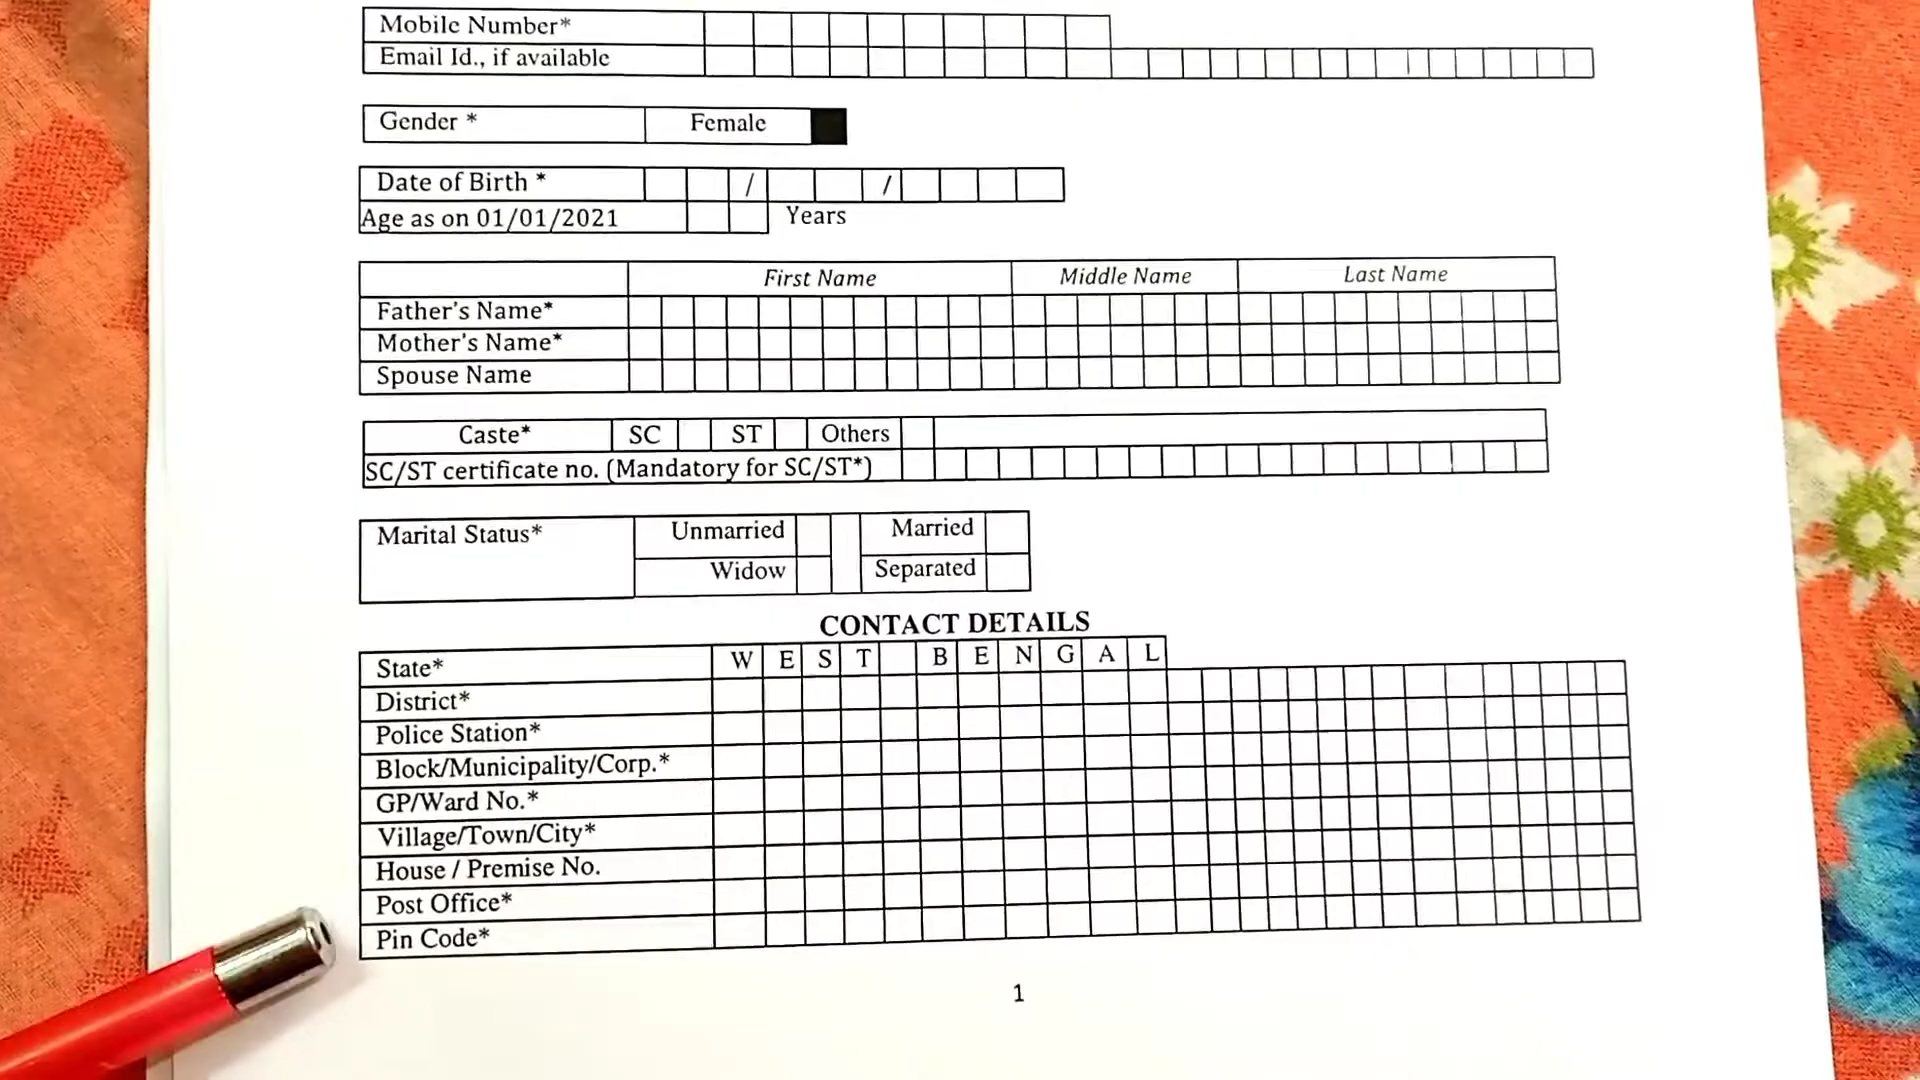 Mobile Number*
Email Id., if available
Gender * Female
Date of Birth * / /
Age as on 01/01/2021 Years
First Name Middle Name Last Name
Father's Name*
Mother's Name*
Spouse Name
Caste* SC ST Others
SC/ST certificate no. (Mandatory for SC/ST*)
Marital Status* Unmarried Married
Widow Separated
CONTACT DETAILS
State* W E S T B E N G A L
District*
Police Station*
Block/Municipality/Corp.*
GP/Ward No.*
Village/Town/City*
House / Premise No.
Post Office*
Pin Code*
1